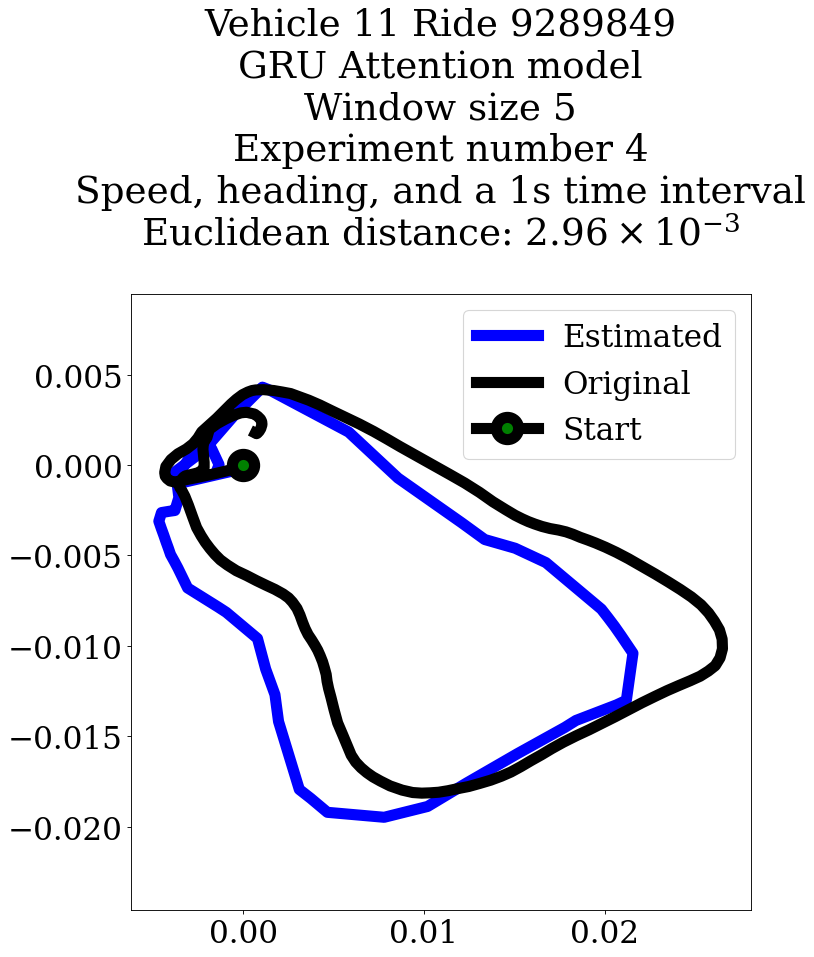 Vehicle 11 Ride 9289849
GRU Attention model
Window size 5
Experiment number 4
Speed, heading, and a 1s time interval
Euclidean distance: 2.96 × 10⁻³
Estimated
Original
Start
0.005
0.000
−0.005
−0.010
−0.015
−0.020
0.00 0.01 0.02